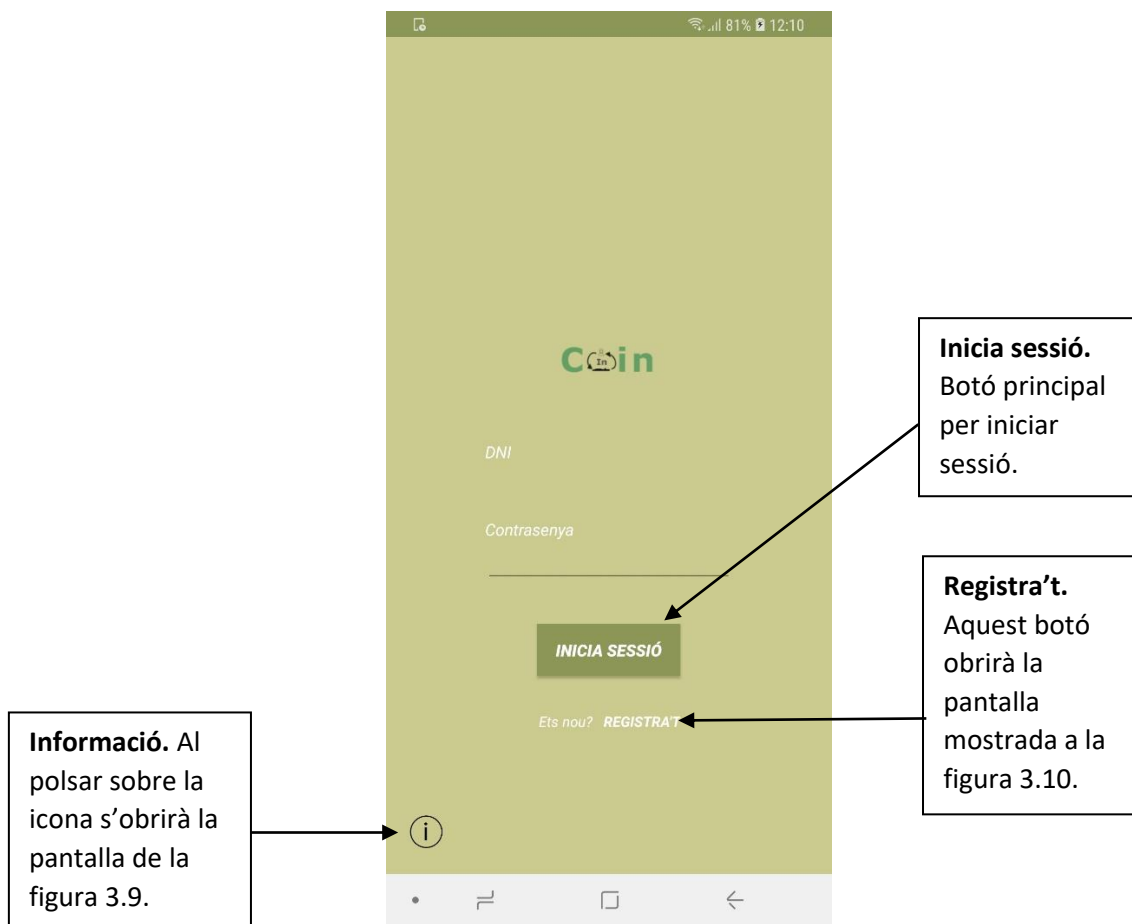 81% 12:10
Coin
In
DNI
Contrasenya
INICIA SESSIÓ
Ets nou? REGISTRA'T
i
Inicia sessió.
Botó principal
per iniciar
sessió.
Registra’t.
Aquest botó
obrirà la
pantalla
mostrada a la
figura 3.10.
Informació. Al
polsar sobre la
icona s’obrirà la
pantalla de la
figura 3.9.